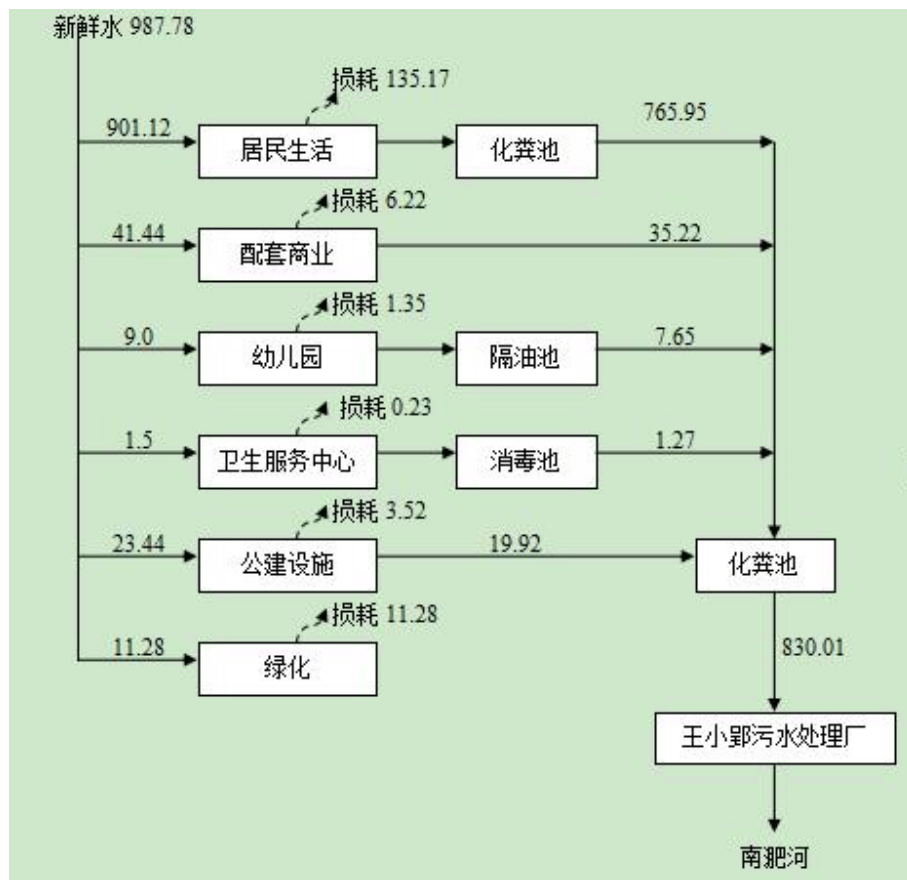 新鲜水 987.78
损耗 135.17
901.12
居民生活
化粪池
765.95
损耗 6.22
41.44
配套商业
35.22
损耗 1.35
9.0
幼儿园
隔油池
7.65
损耗 0.23
1.5
卫生服务中心
消毒池
1.27
损耗 3.52
23.44
公建设施
19.92
化粪池
损耗 11.28
11.28
绿化
830.01
王小郢污水处理厂
南淝河